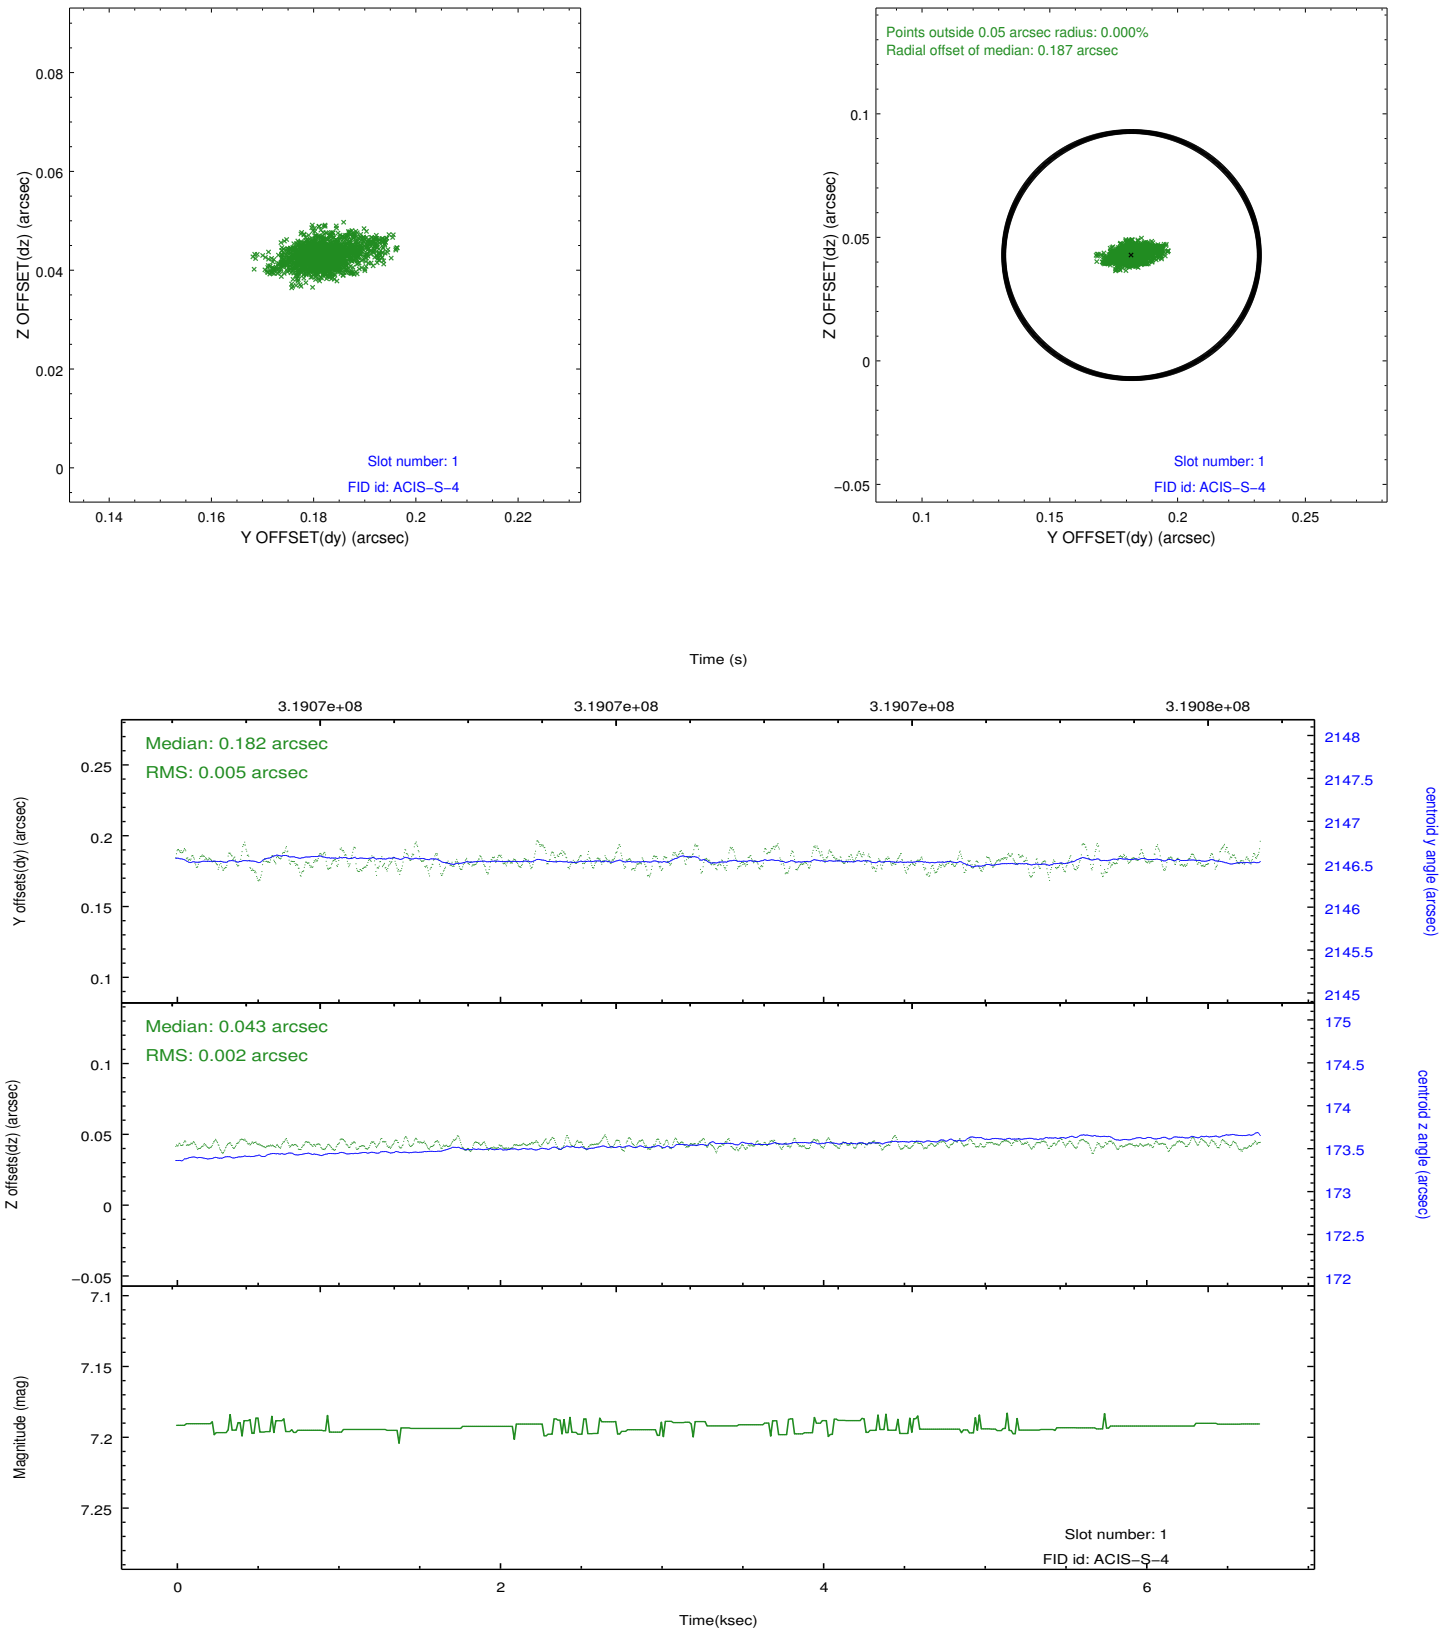 0.08
0.06
0.04
0.02
0
Z OFFSET(dz) (arcsec)
Slot number: 1
FID id: ACIS−S−4
0.14 0.16 0.18 0.2 0.22
Y OFFSET(dy) (arcsec)
Points outside 0.05 arcsec radius: 0.000%
Radial offset of median: 0.187 arcsec
0.1
0.05
0
−0.05
Z OFFSET(dz) (arcsec)
Slot number: 1
FID id: ACIS−S−4
0.1 0.15 0.2 0.25
Y OFFSET(dy) (arcsec)
Time (s)
3.1907e+08 3.1907e+08 3.1907e+08 3.1908e+08
Median: 0.182 arcsec
RMS: 0.005 arcsec
0.25
0.2
0.15
0.1
Y offsets(dy) (arcsec)
2148
2147.5
2147
2146.5
2146
2145.5
2145
centroid y angle (arcsec)
Median: 0.043 arcsec
RMS: 0.002 arcsec
0.1
0.05
0
−0.05
Z offsets(dz) (arcsec)
175
174.5
174
173.5
173
172.5
172
centroid z angle (arcsec)
7.1
7.15
7.2
7.25
Magnitude (mag)
Slot number: 1
FID id: ACIS−S−4
0 2 4 6
Time(ksec)